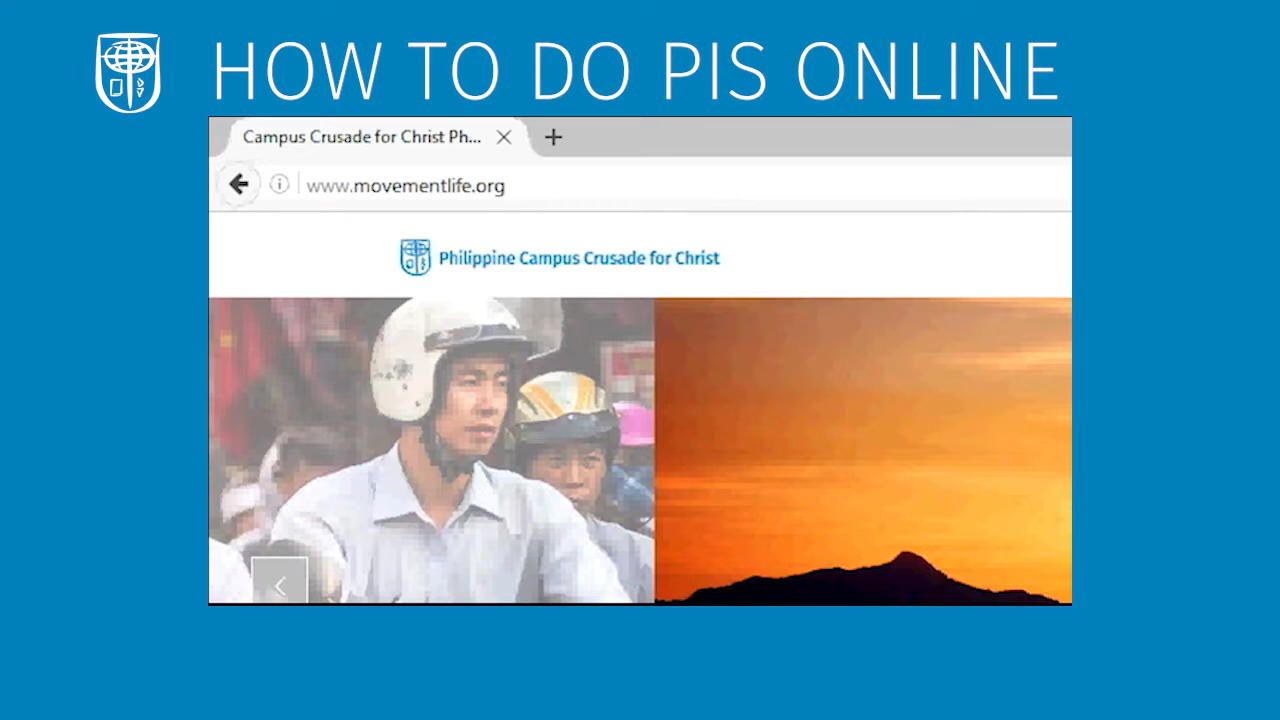 HOW TO DO PIS ONLINE
Campus Crusade for Christ Ph...
www.movementlife.org
Philippine Campus Crusade for Christ